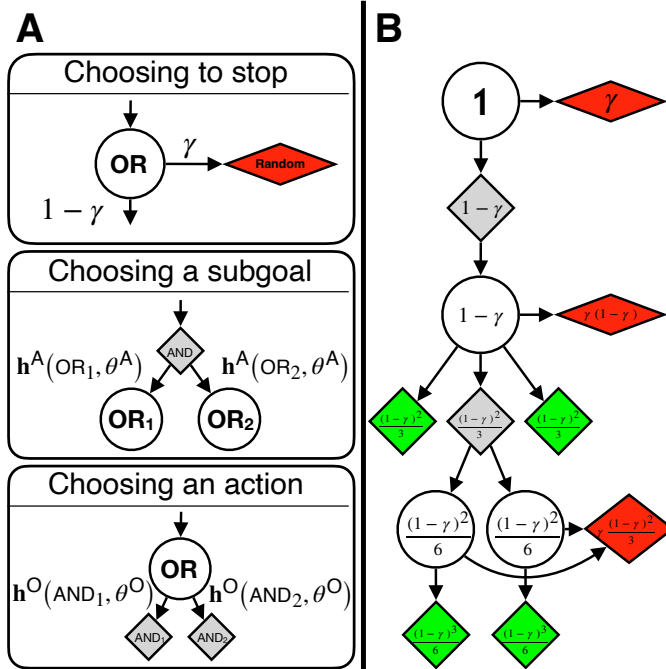 A
Choosing to stop
OR
γ
Random
1 − γ
Choosing a subgoal
AND
h^A(OR₁, θ^A)
h^A(OR₂, θ^A)
OR₁
OR₂
Choosing an action
OR
h^O(AND₁, θ^O)
h^O(AND₂, θ^O)
AND₁
AND₂
B
1
γ
1 − γ
1 − γ
γ (1 − γ)
(1 − γ)²/3
(1 − γ)²/3
(1 − γ)²/3
(1 − γ)²/6
(1 − γ)²/6
γ (1 − γ)²/3
(1 − γ)³/6
(1 − γ)³/6